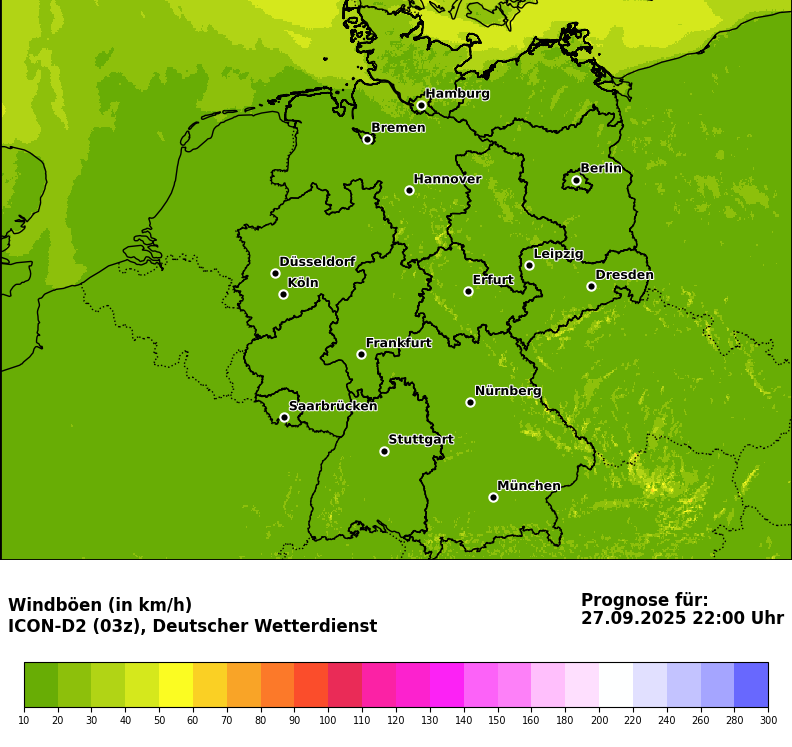 Hamburg
Bremen
Berlin
Hannover
Leipzig
Düsseldorf
Dresden
Köln
Erfurt
Frankfurt
Nürnberg
Saarbrücken
Stuttgart
München
Windböen (in km/h)
ICON-D2 (03z), Deutscher Wetterdienst
Prognose für:
27.09.2025 22:00 Uhr
10 20 30 40 50 60 70 80 90 100 110 120 130 140 150 160 180 200 220 240 260 280 300